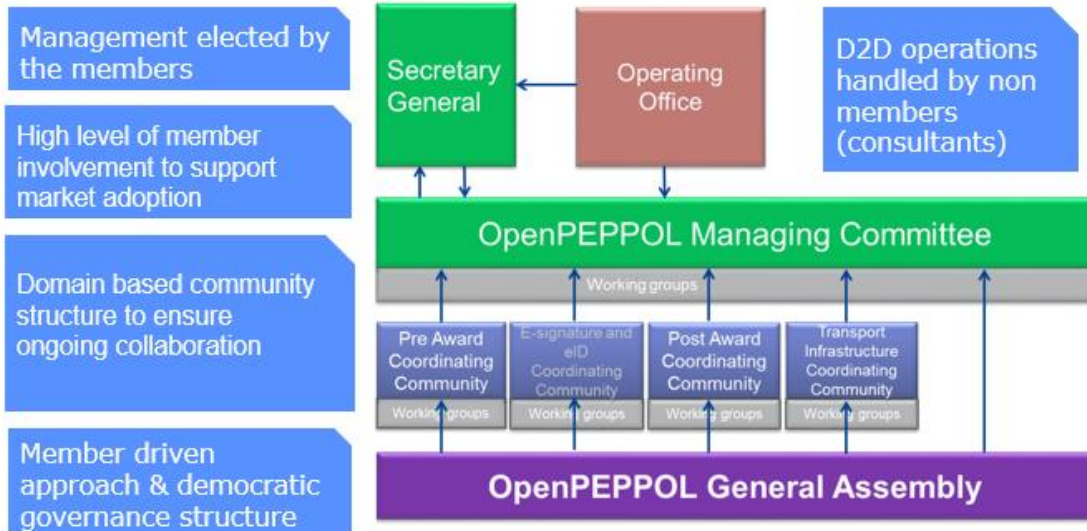 Management elected by
the members
High level of member
involvement to support
market adoption
Domain based community
structure to ensure
ongoing collaboration
Member driven
approach & democratic
governance structure
Secretary
General
Operating
Office
D2D operations
handled by non
members
(consultants)
OpenPEPPOL Managing Committee
Working groups
Pre Award
Coordinating
Community
Working groups
E-signature and
eID
Coordinating
Community
Working groups
Post Award
Coordinating
Community
Working groups
Transport
Infrastructure
Coordinating
Community
Working groups
OpenPEPPOL General Assembly